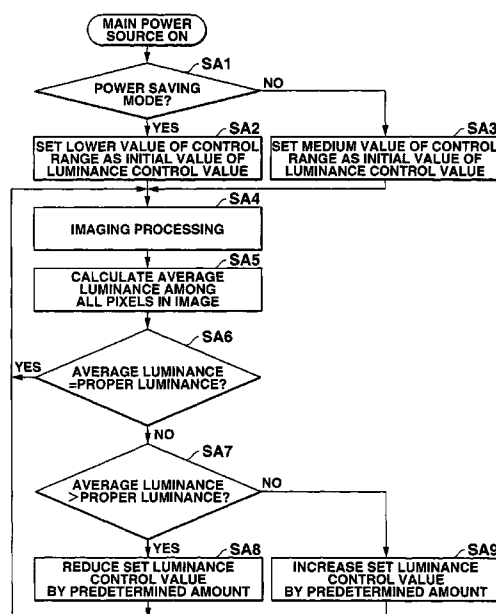 MAIN POWER
SOURCE ON
SA1
POWER SAVING
MODE?
NO
YES
SA2
SET LOWER VALUE OF CONTROL
RANGE AS INITIAL VALUE OF
LUMINANCE CONTROL VALUE
SA3
SET MEDIUM VALUE OF CONTROL
RANGE AS INITIAL VALUE OF
LUMINANCE CONTROL VALUE
SA4
IMAGING PROCESSING
SA5
CALCULATE AVERAGE
LUMINANCE AMONG
ALL PIXELS IN IMAGE
SA6
YES
AVERAGE LUMINANCE
=PROPER LUMINANCE?
NO
SA7
AVERAGE LUMINANCE
>PROPER LUMINANCE?
NO
YES
SA8
REDUCE SET LUMINANCE
CONTROL VALUE
BY PREDETERMINED AMOUNT
SA9
INCREASE SET LUMINANCE
CONTROL VALUE
BY PREDETERMINED AMOUNT